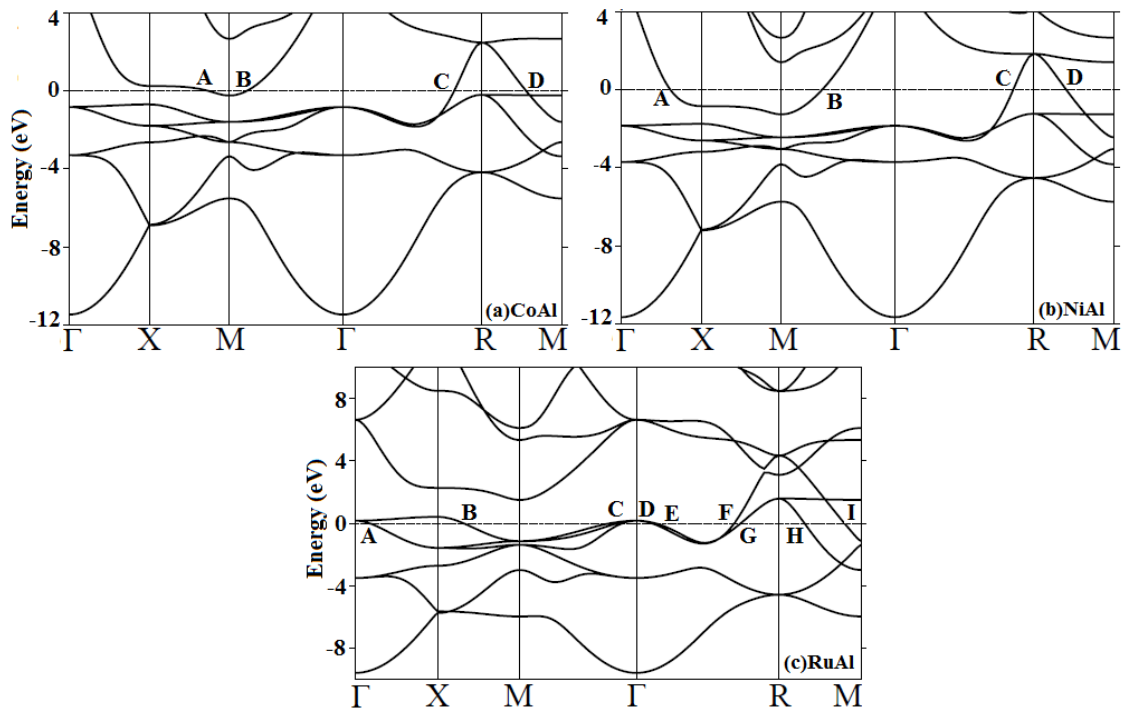 4
0
-4
-8
-12
Energy (eV)
A
B
C
D
(a)CoAl
Γ
X
M
Γ
R
M
4
0
-4
-8
-12
A
B
C
D
(b)NiAl
Γ
X
M
Γ
R
M
8
4
0
-4
-8
Energy (eV)
A
B
C
D
E
F
G
H
I
(c)RuAl
Γ
X
M
Γ
R
M